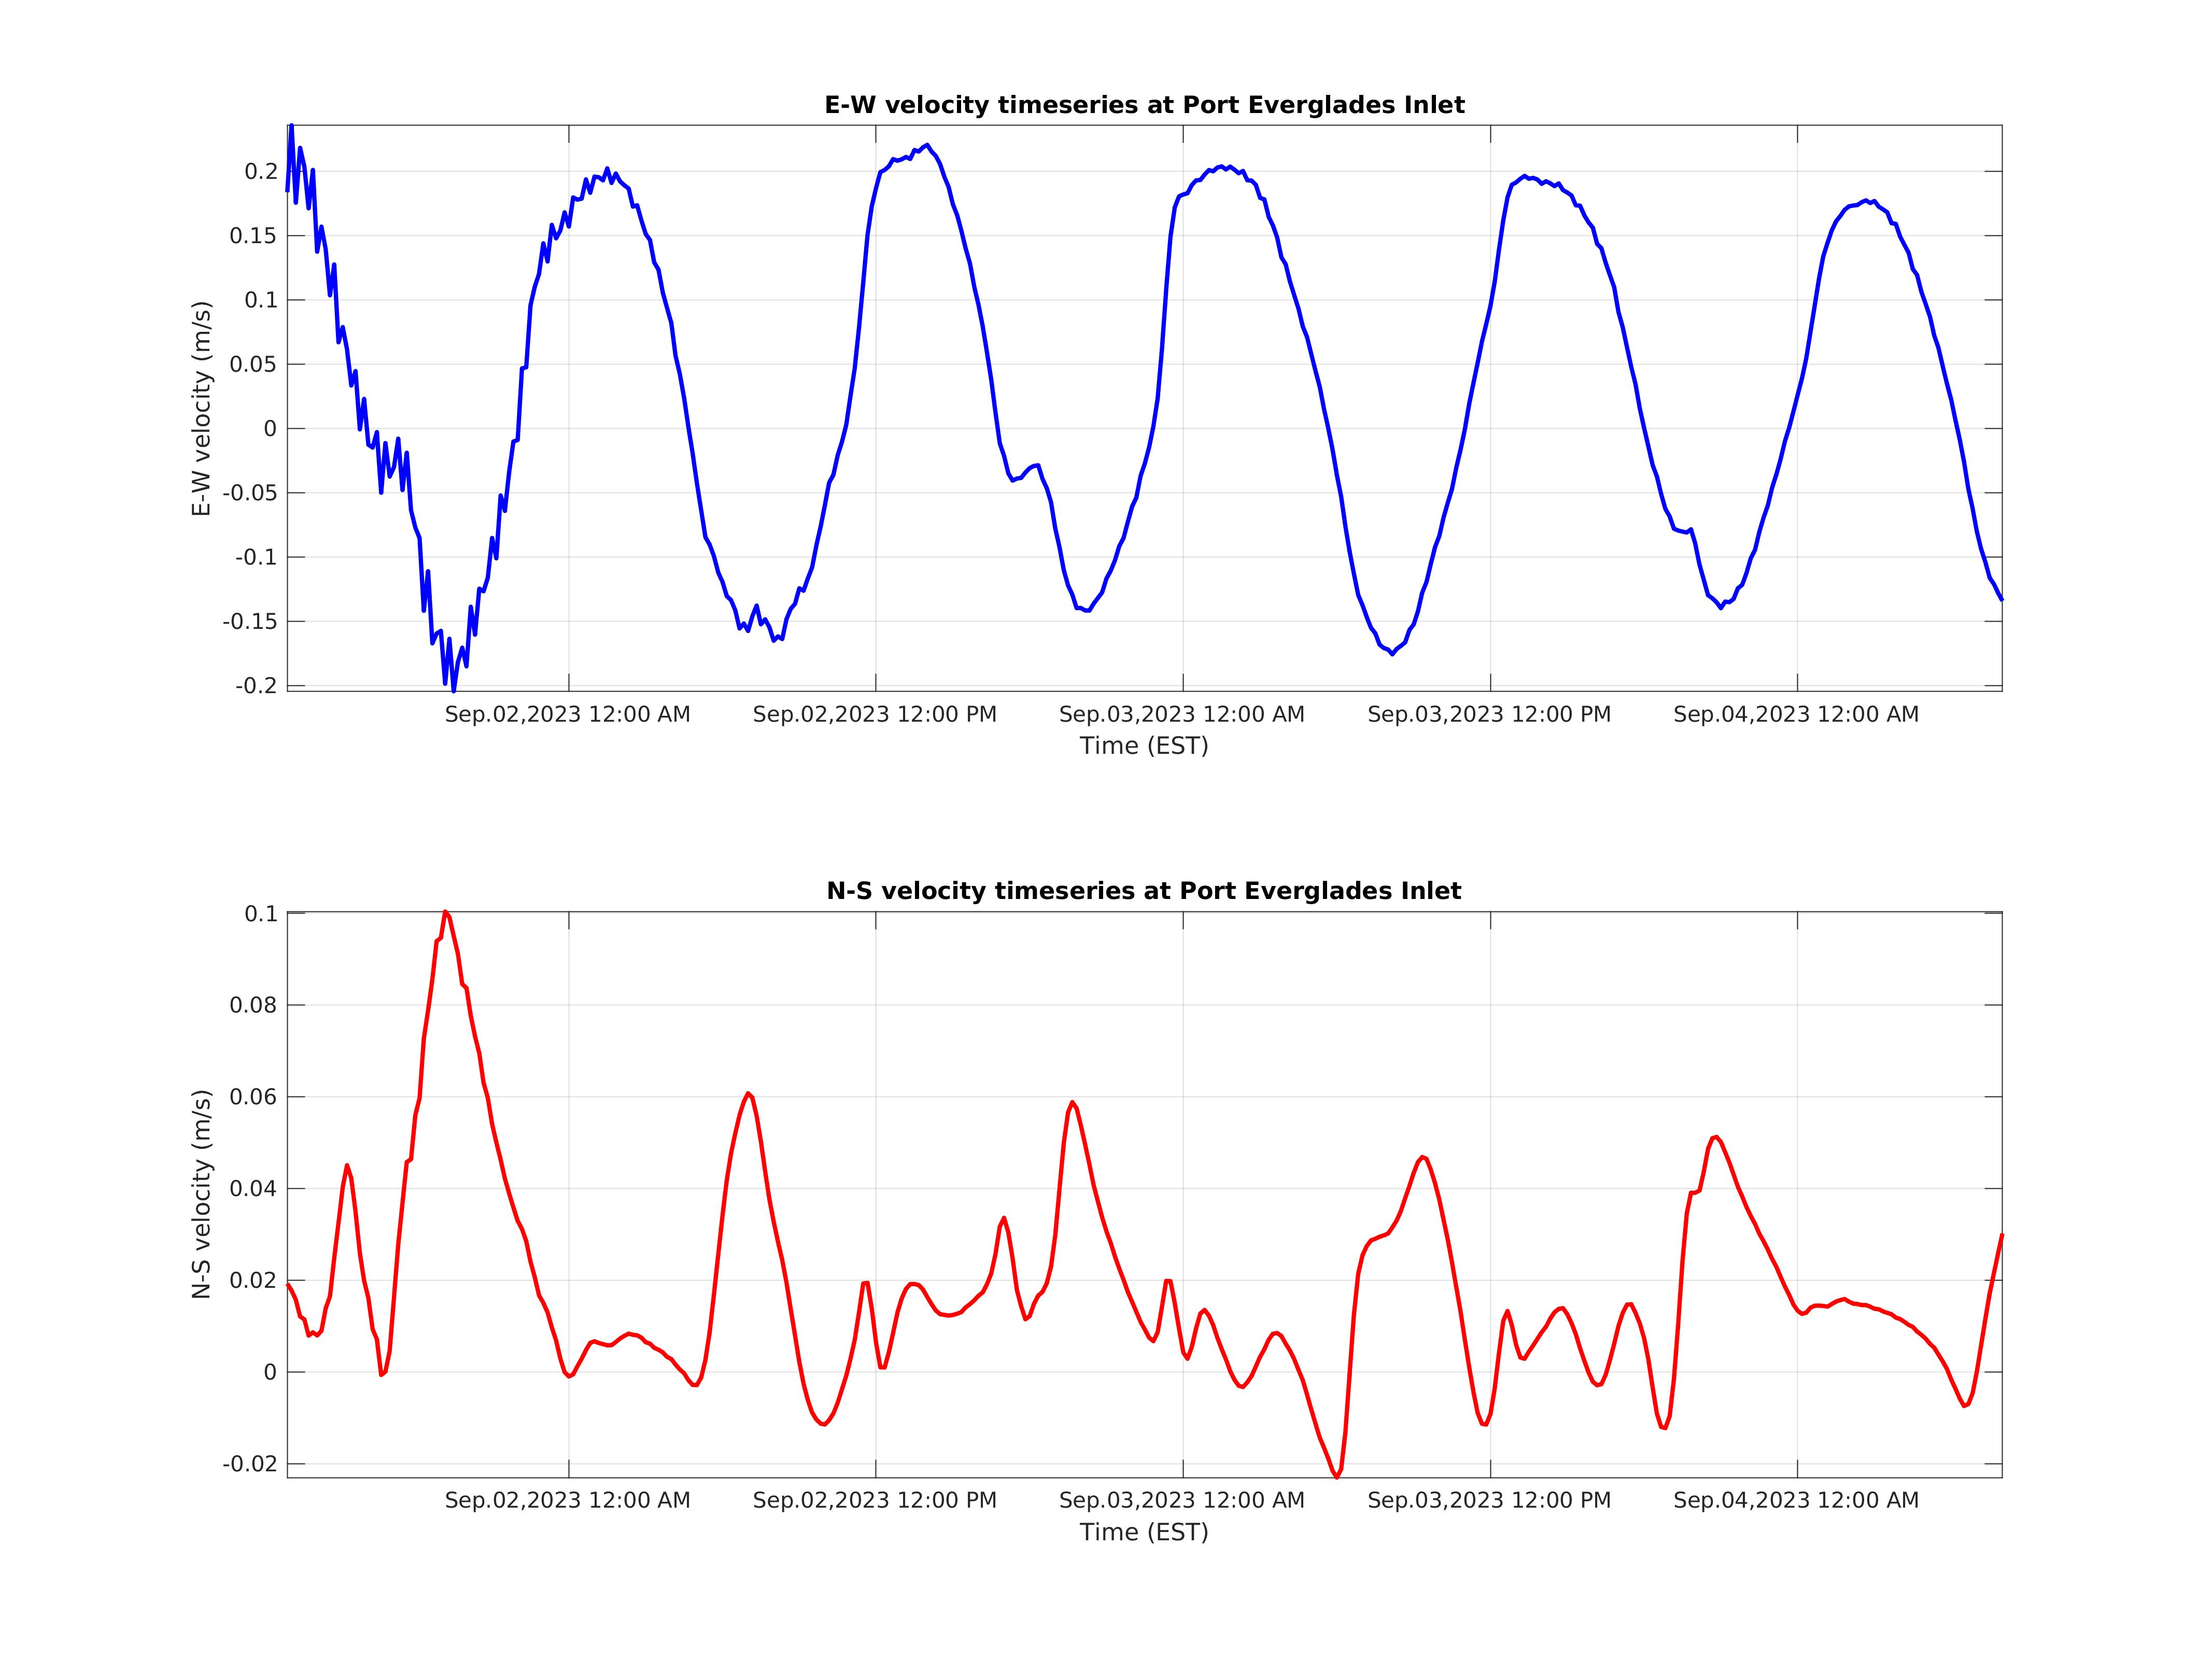 E-W velocity timeseries at Port Everglades Inlet
E-W velocity (m/s)
0.2
0.15
0.1
0.05
0
-0.05
-0.1
-0.15
-0.2
Sep.02,2023 12:00 AM Sep.02,2023 12:00 PM Sep.03,2023 12:00 AM Sep.03,2023 12:00 PM Sep.04,2023 12:00 AM
Time (EST)
N-S velocity timeseries at Port Everglades Inlet
N-S velocity (m/s)
0.1
0.08
0.06
0.04
0.02
0
-0.02
Sep.02,2023 12:00 AM Sep.02,2023 12:00 PM Sep.03,2023 12:00 AM Sep.03,2023 12:00 PM Sep.04,2023 12:00 AM
Time (EST)